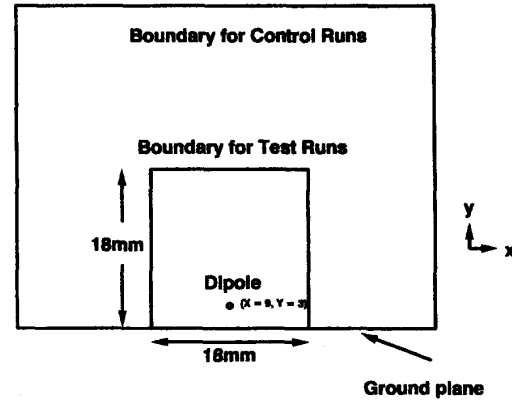 Boundary for Control Runs
Boundary for Test Runs
18mm
Dipole
(X = 9, Y = 3)
18mm
y
x
Ground plane